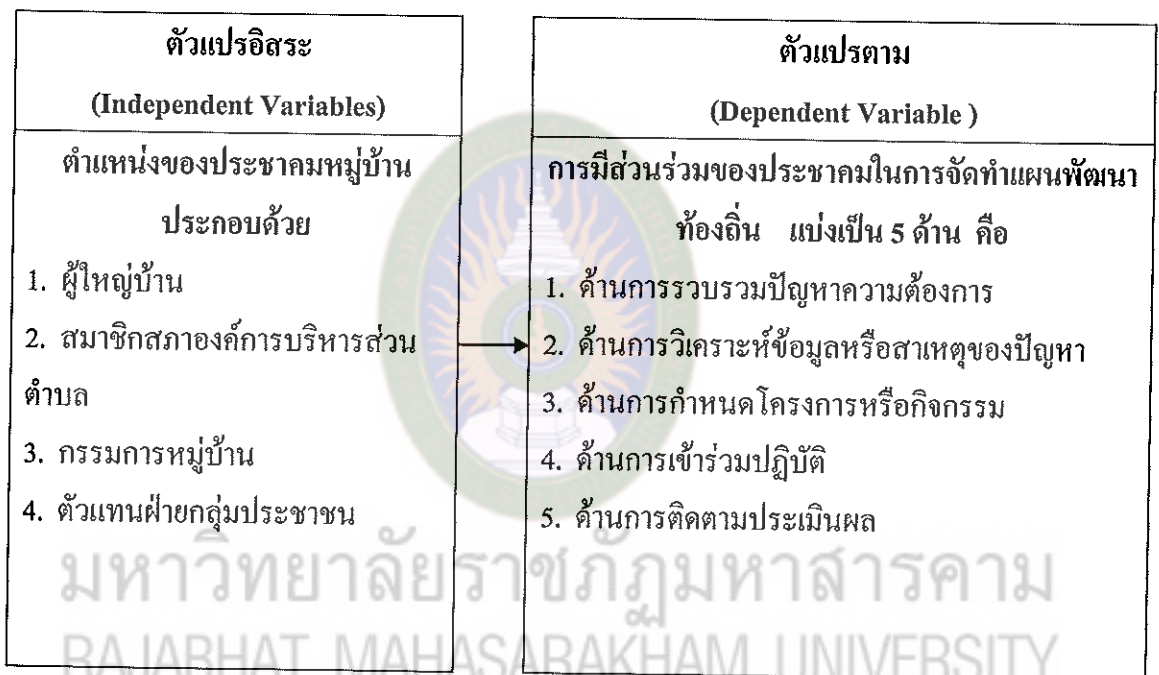 ตัวแปรอิสระ
(Independent Variables)
ตำแหน่งของประชาคมหมู่บ้าน
ประกอบด้วย
1. ผู้ใหญ่บ้าน
2. สมาชิกสภาองค์การบริหารส่วน
ตำบล
3. กรรมการหมู่บ้าน
4. ตัวแทนฝ่ายกลุ่มประชาชน
ตัวแปรตาม
(Dependent Variable )
การมีส่วนร่วมของประชาคมในการจัดทำแผนพัฒนา
ท้องถิ่น แบ่งเป็น 5 ด้าน คือ
1. ด้านการรวบรวมปัญหาความต้องการ
2. ด้านการวิเคราะห์ข้อมูลหรือสาเหตุของปัญหา
3. ด้านการกำหนดโครงการหรือกิจกรรม
4. ด้านการเข้าร่วมปฏิบัติ
5. ด้านการติดตามประเมินผล
มหาวิทยาลัยราชภัฏมหาสารคาม
RAJABHAT MAHASARAKHAM UNIVERSITY